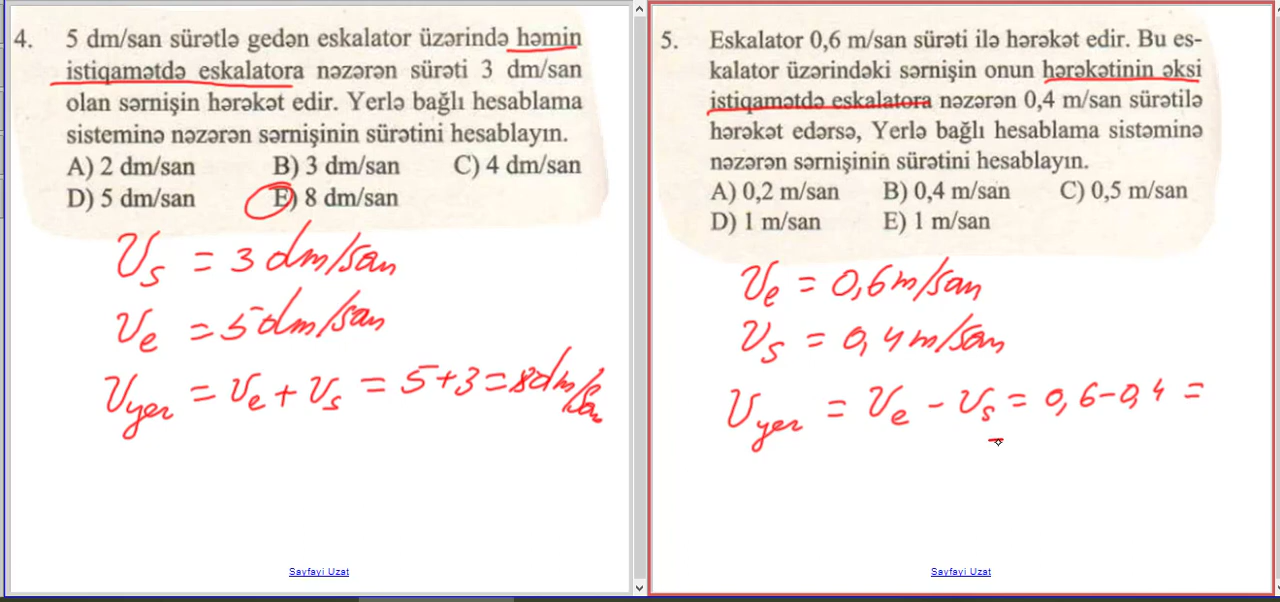 4. 5 dm/san sürətlə gedən eskalator üzərində həmin
istiqamətdə eskalatora nəzərən sürəti 3 dm/san
olan sərnişin hərəkət edir. Yerlə bağlı hesablama
sisteminə nəzərən sərnişinin sürətini hesablayın.
A) 2 dm/san B) 3 dm/san C) 4 dm/san
D) 5 dm/san E) 8 dm/san
Vs = 3 dm/san
Ve = 5 dm/san
Vyer = Ve + Vs = 5+3=8dm/san
Sayfayi Uzat
5. Eskalator 0,6 m/san sürəti ilə hərəkət edir. Bu es-
kalator üzərindəki sərnişin onun hərəkətinin əksi
istiqamətdə eskalatora nəzərən 0,4 m/san sürətilə
hərəkət edərsə, Yerlə bağlı hesablama sistəminə
nəzərən sərnişinin sürətini hesablayın.
A) 0,2 m/san B) 0,4 m/san C) 0,5 m/san
D) 1 m/san E) 1 m/san
Ve = 0,6 m/san
Vs = 0,4 m/san
Vyer = Ve - Vs = 0,6-0,4 =
Sayfayi Uzat